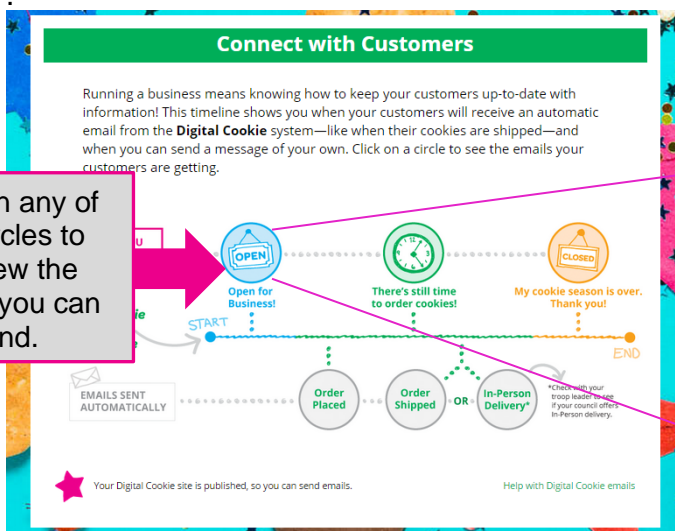 Connect with Customers
Running a business means knowing how to keep your customers up-to-date with
information! This timeline shows you when your customers will receive an automatic
email from the Digital Cookie system—like when their cookies are shipped—and
when you can send a message of your own. Click on a circle to see the emails your
customers are getting.
any of
to
the
you can
OPEN
CLOSED
Open for
Business!
There's still time
to order cookies!
My cookie season is over.
Thank you!
START
END
EMAILS SENT
AUTOMATICALLY
Order
Placed
Order
Shipped
OR
In-Person
Delivery*
*Check with your
troop leader to see
if your council offers
In-Person delivery.
Your Digital Cookie site is published, so you can send emails.
Help with Digital Cookie emails